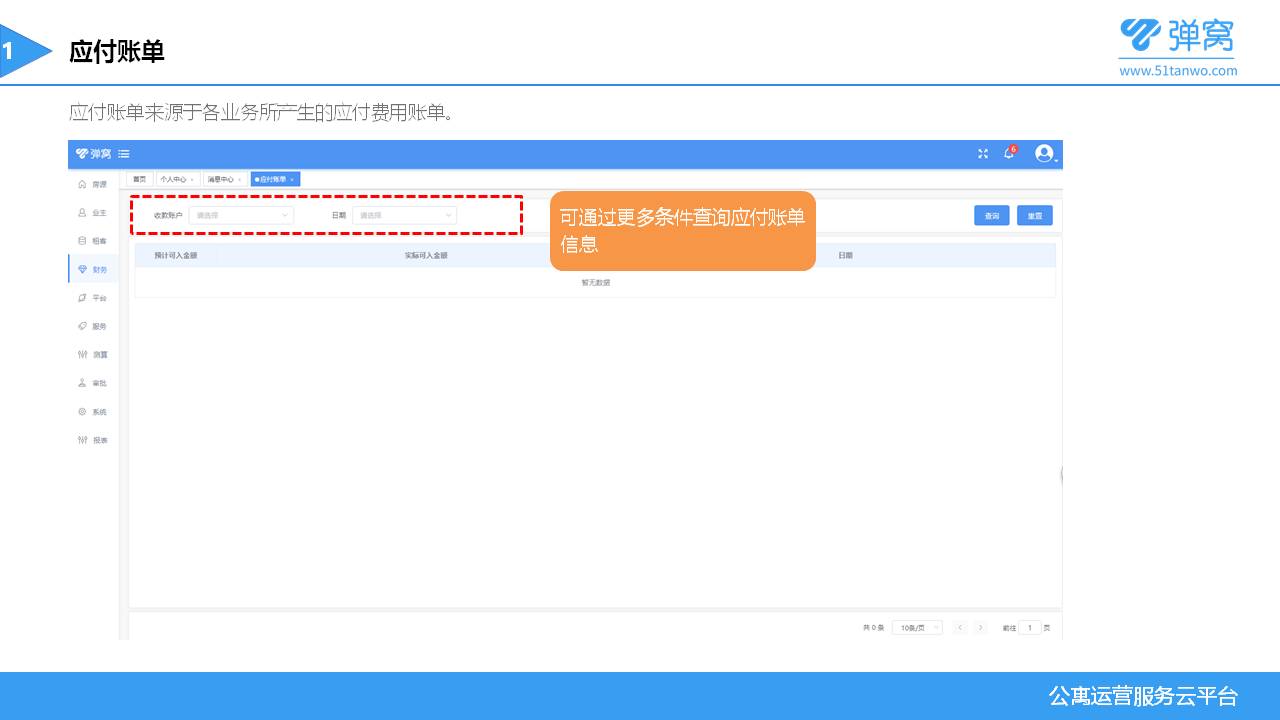 1
应付账单
弹窝
www.51tanwo.com
应付账单来源于各业务所产生的应付费用账单。
弹窝
6
房源
首页 个人中心 × 消息中心 × 应付账单 ×
业主
收款账户 请选择 日期 请选择
可通过更多条件查询应付账单
信息
查询 重置
租客
预计可入金额 实际可入金额 日期
财务
暂无数据
平台
服务
测算
审批
系统
报表
共 0 条 10条/页 前往 1 页
公寓运营服务云平台